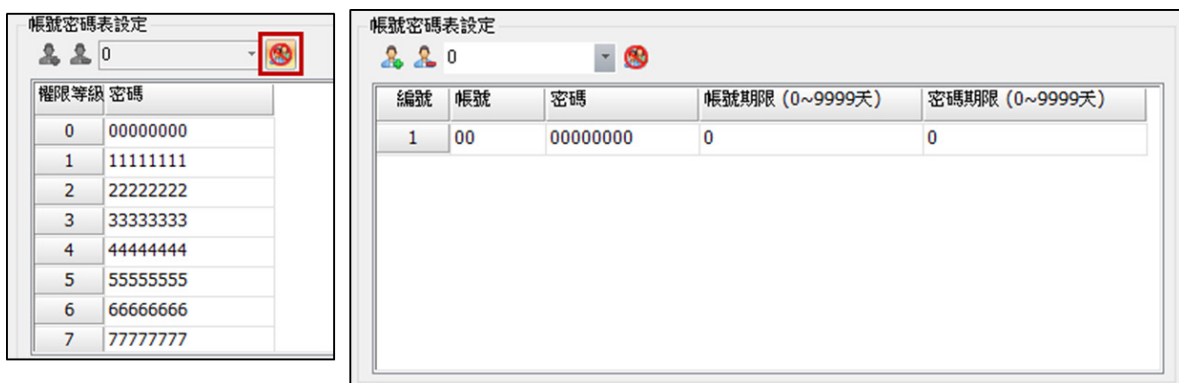 帳號密碼表設定
0
權限等級 密碼
0 00000000
1 11111111
2 22222222
3 33333333
4 44444444
5 55555555
6 66666666
7 77777777
帳號密碼表設定
0
編號 帳號 密碼 帳號期限 (0~9999天) 密碼期限 (0~9999天)
1 00 00000000 0 0